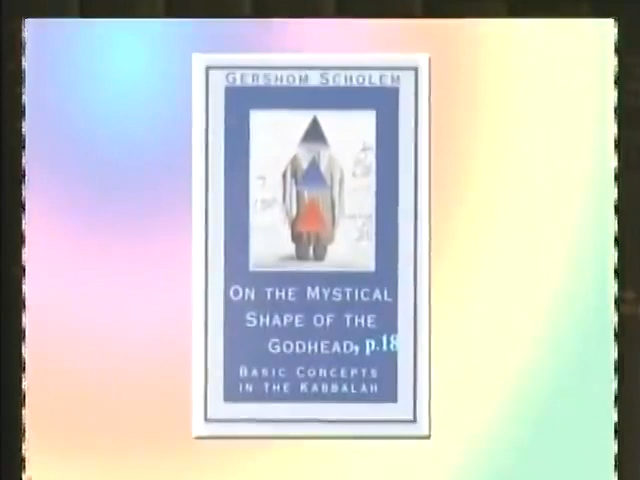 GERSHOM SCHOLEM
ON THE MYSTICAL
SHAPE OF THE
GODHEAD, p.18
BASIC CONCEPTS
IN THE KABBALAH